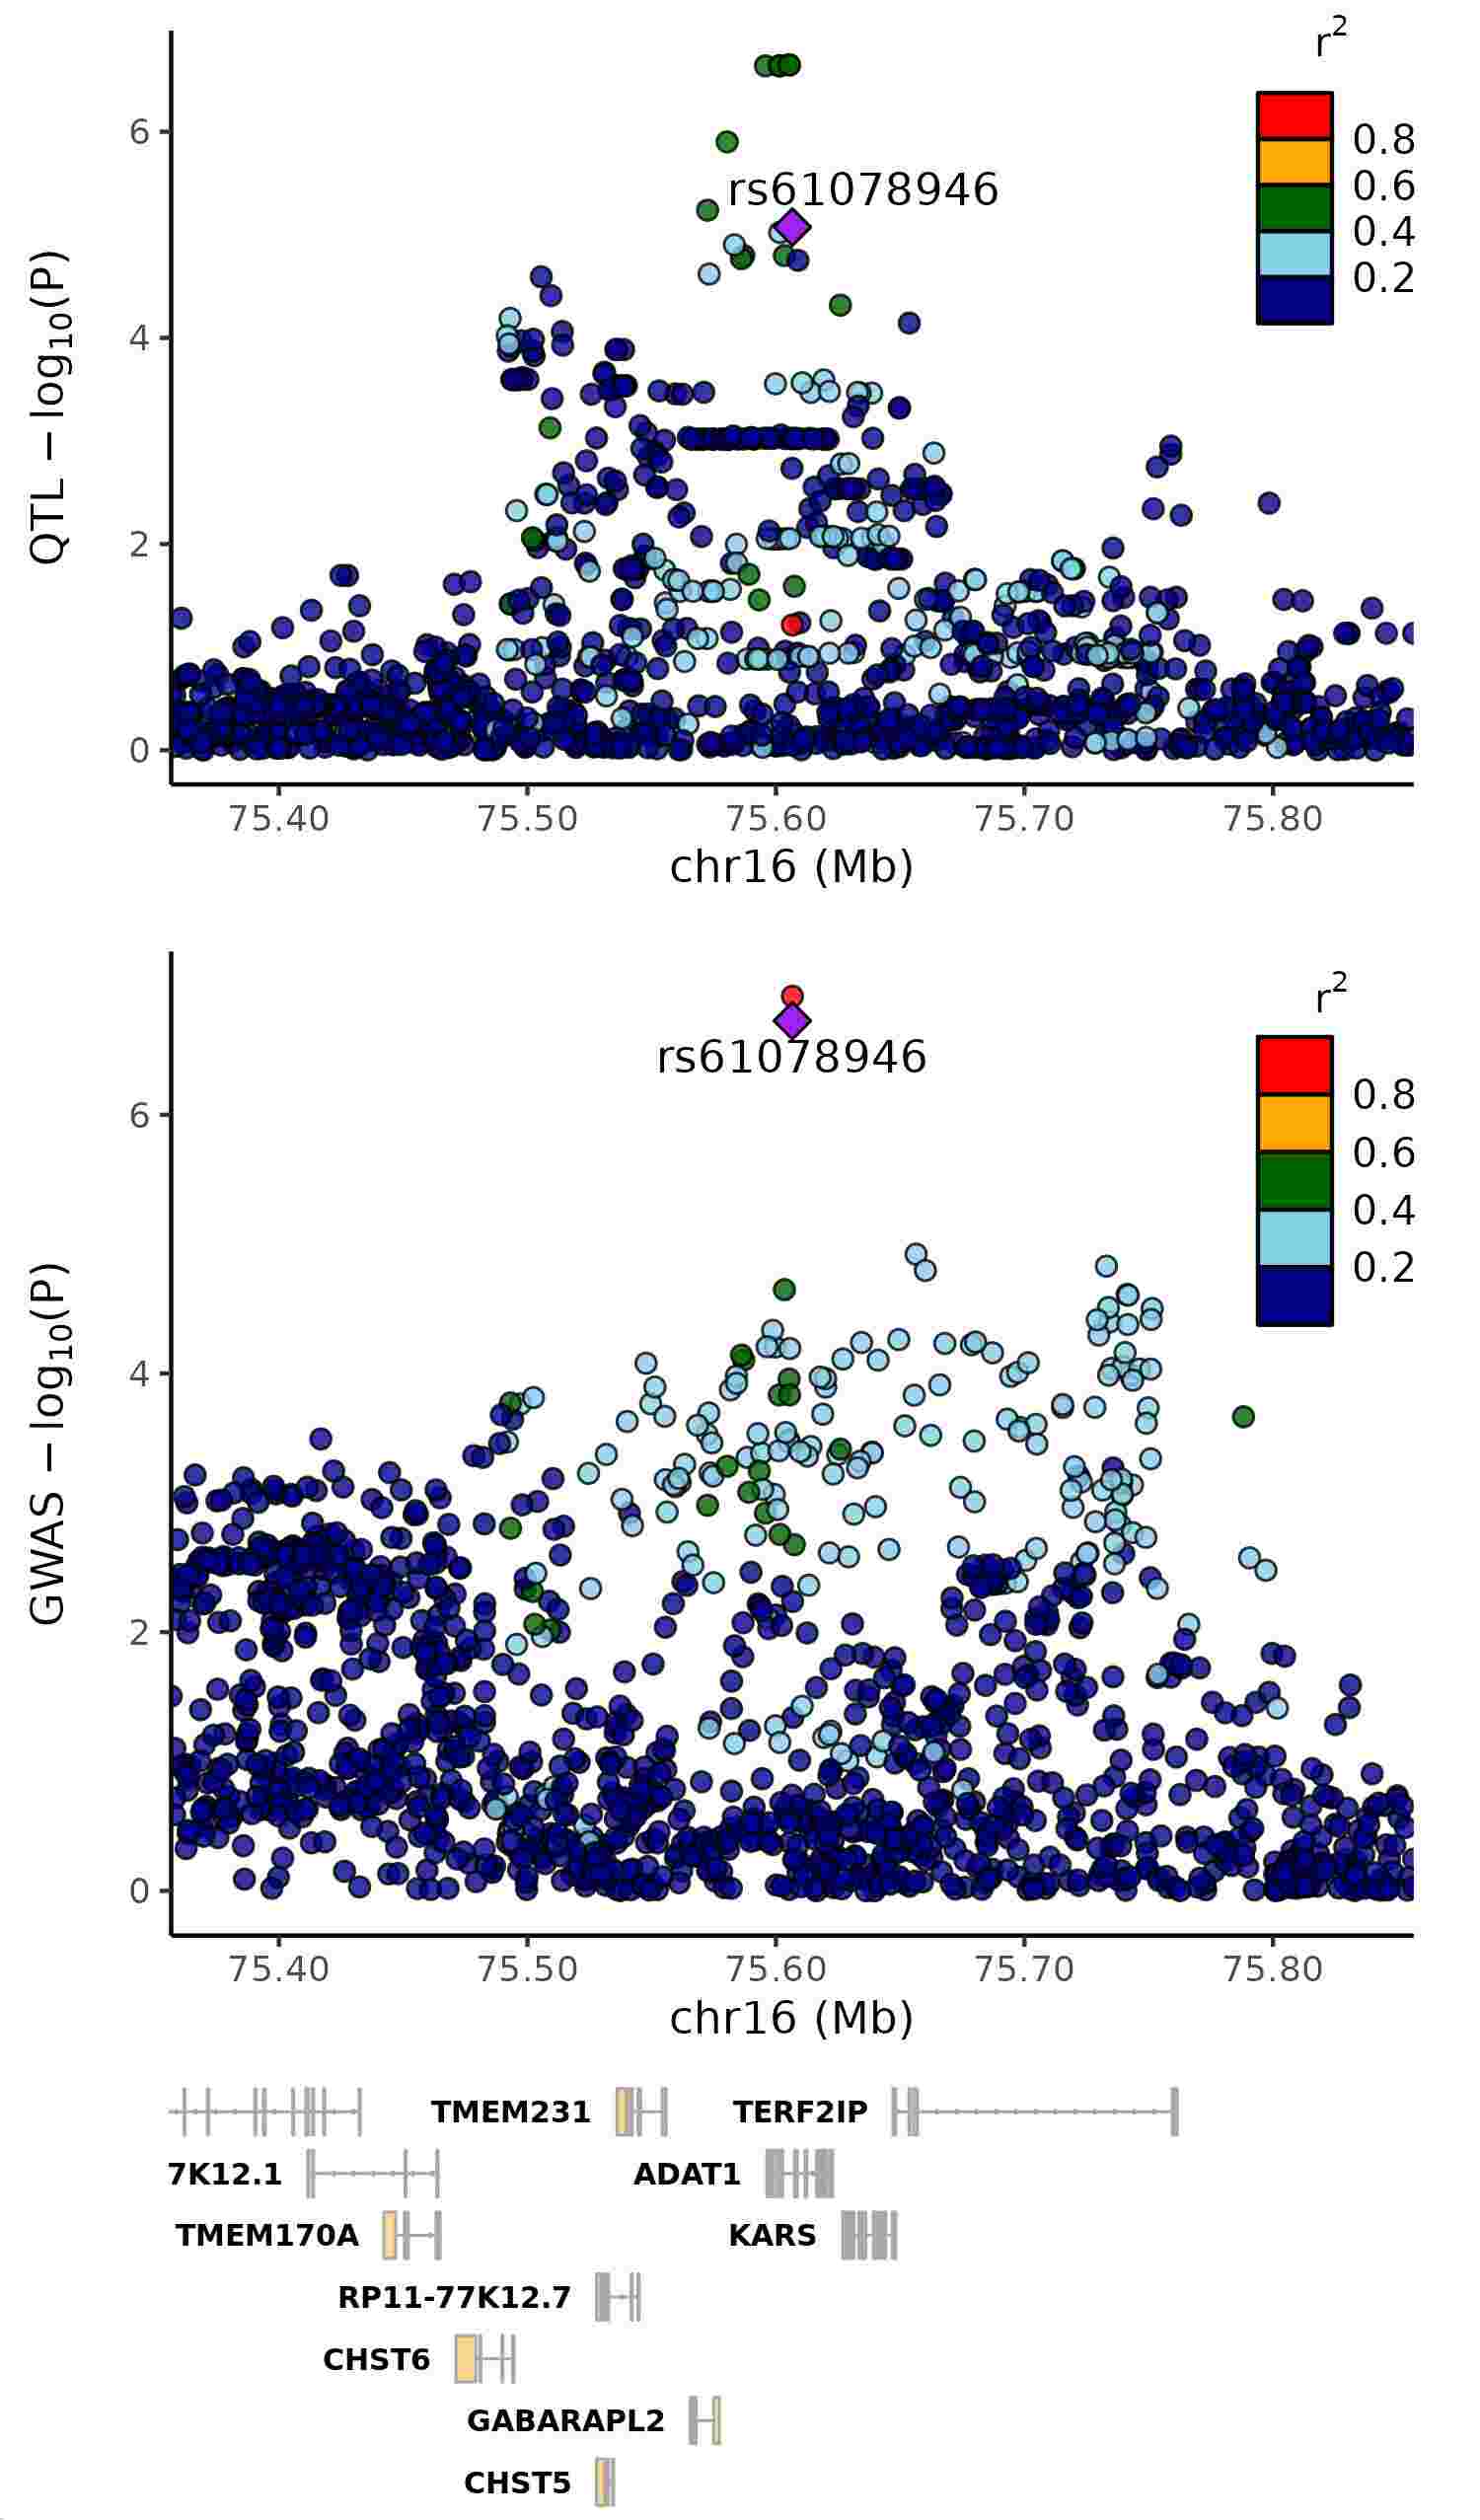 r²
0.8
0.6
0.4
0.2
rs61078946
QTL −log₁₀(P)
6
4
2
0
75.40 75.50 75.60 75.70 75.80
chr16 (Mb)
r²
0.8
0.6
0.4
0.2
rs61078946
GWAS −log₁₀(P)
6
4
2
0
75.40 75.50 75.60 75.70 75.80
chr16 (Mb)
TMEM231 TERF2IP
7K12.1 ADAT1
TMEM170A KARS
RP11-77K12.7
CHST6
GABARAPL2
CHST5